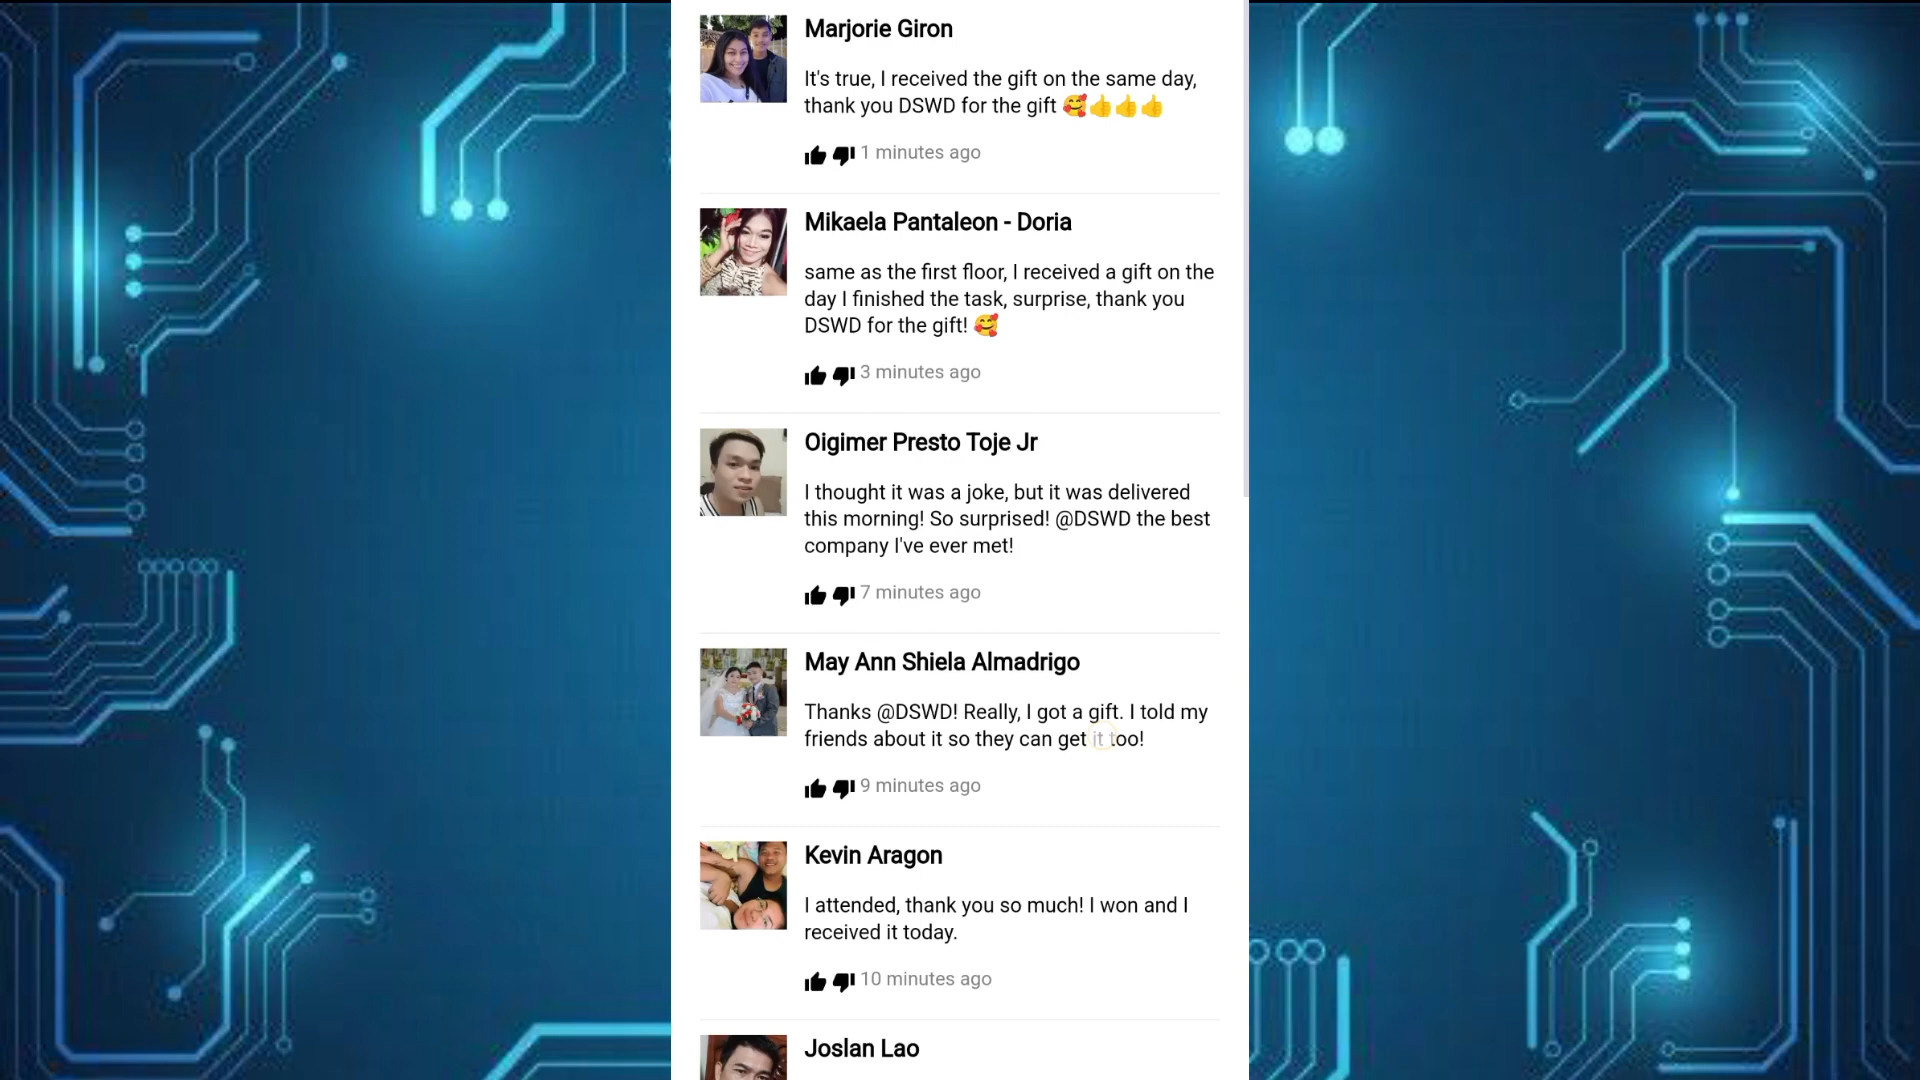 Marjorie Giron
It's true, I received the gift on the same day,
thank you DSWD for the gift 🥰👍👍👍
1 minutes ago
Mikaela Pantaleon - Doria
same as the first floor, I received a gift on the
day I finished the task, surprise, thank you
DSWD for the gift! 🥰
3 minutes ago
Oigimer Presto Toje Jr
I thought it was a joke, but it was delivered
this morning! So surprised! @DSWD the best
company I've ever met!
7 minutes ago
May Ann Shiela Almadrigo
Thanks @DSWD! Really, I got a gift. I told my
friends about it so they can get it too!
9 minutes ago
Kevin Aragon
I attended, thank you so much! I won and I
received it today.
10 minutes ago
Joslan Lao